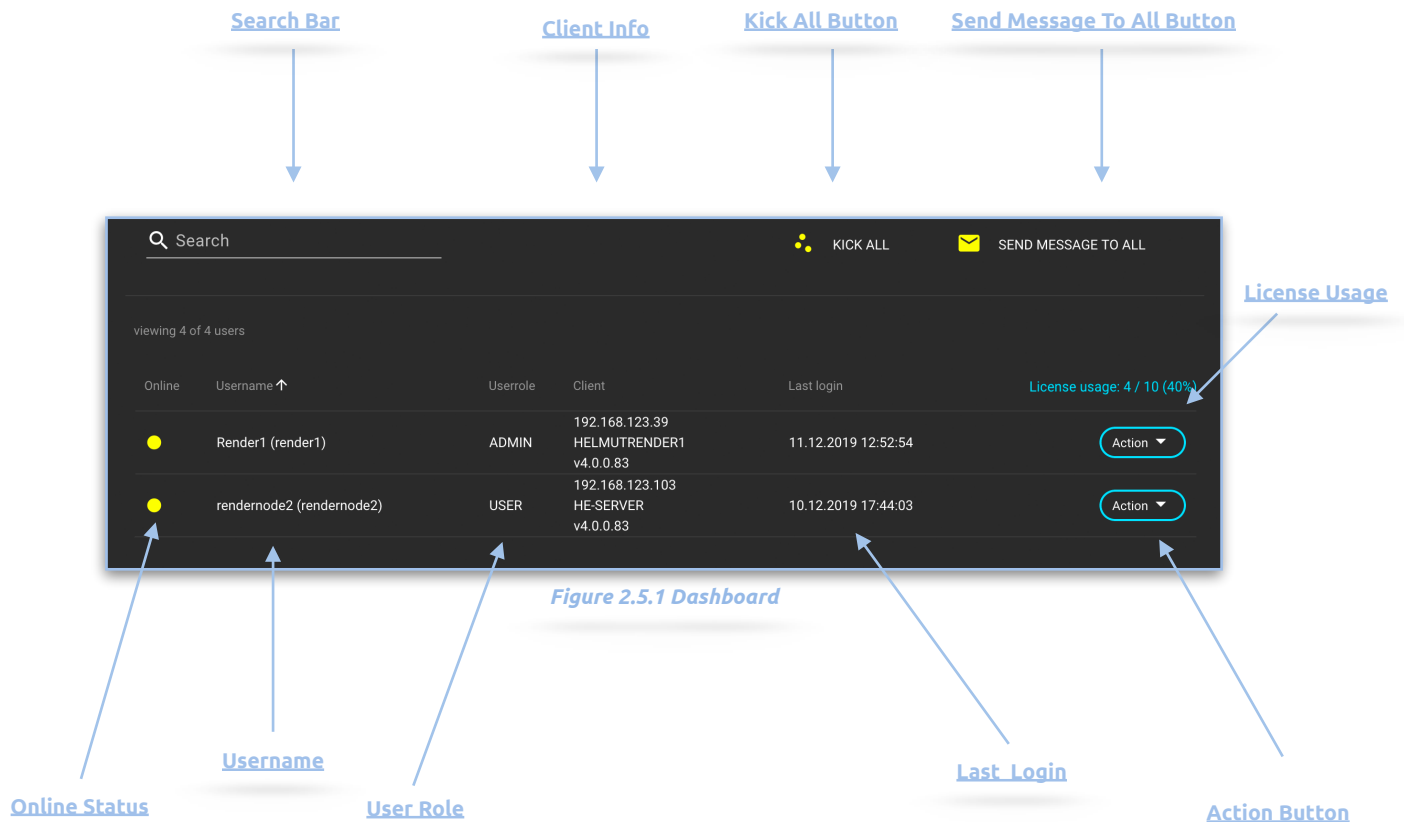 Search Bar
Client Info
Kick All Button
Send Message To All Button
Search
KICK ALL
SEND MESSAGE TO ALL
License Usage
viewing 4 of 4 users
Online
Username
Userrole
Client
Last login
License usage: 4 / 10 (40%)
Render1 (render1)
ADMIN
192.168.123.39
HELMUTRENDER1
v4.0.0.83
11.12.2019 12:52:54
Action
rendernode2 (rendernode2)
USER
192.168.123.103
HE-SERVER
v4.0.0.83
10.12.2019 17:44:03
Action
Figure 2.5.1 Dashboard
Username
Last Login
Online Status
User Role
Action Button